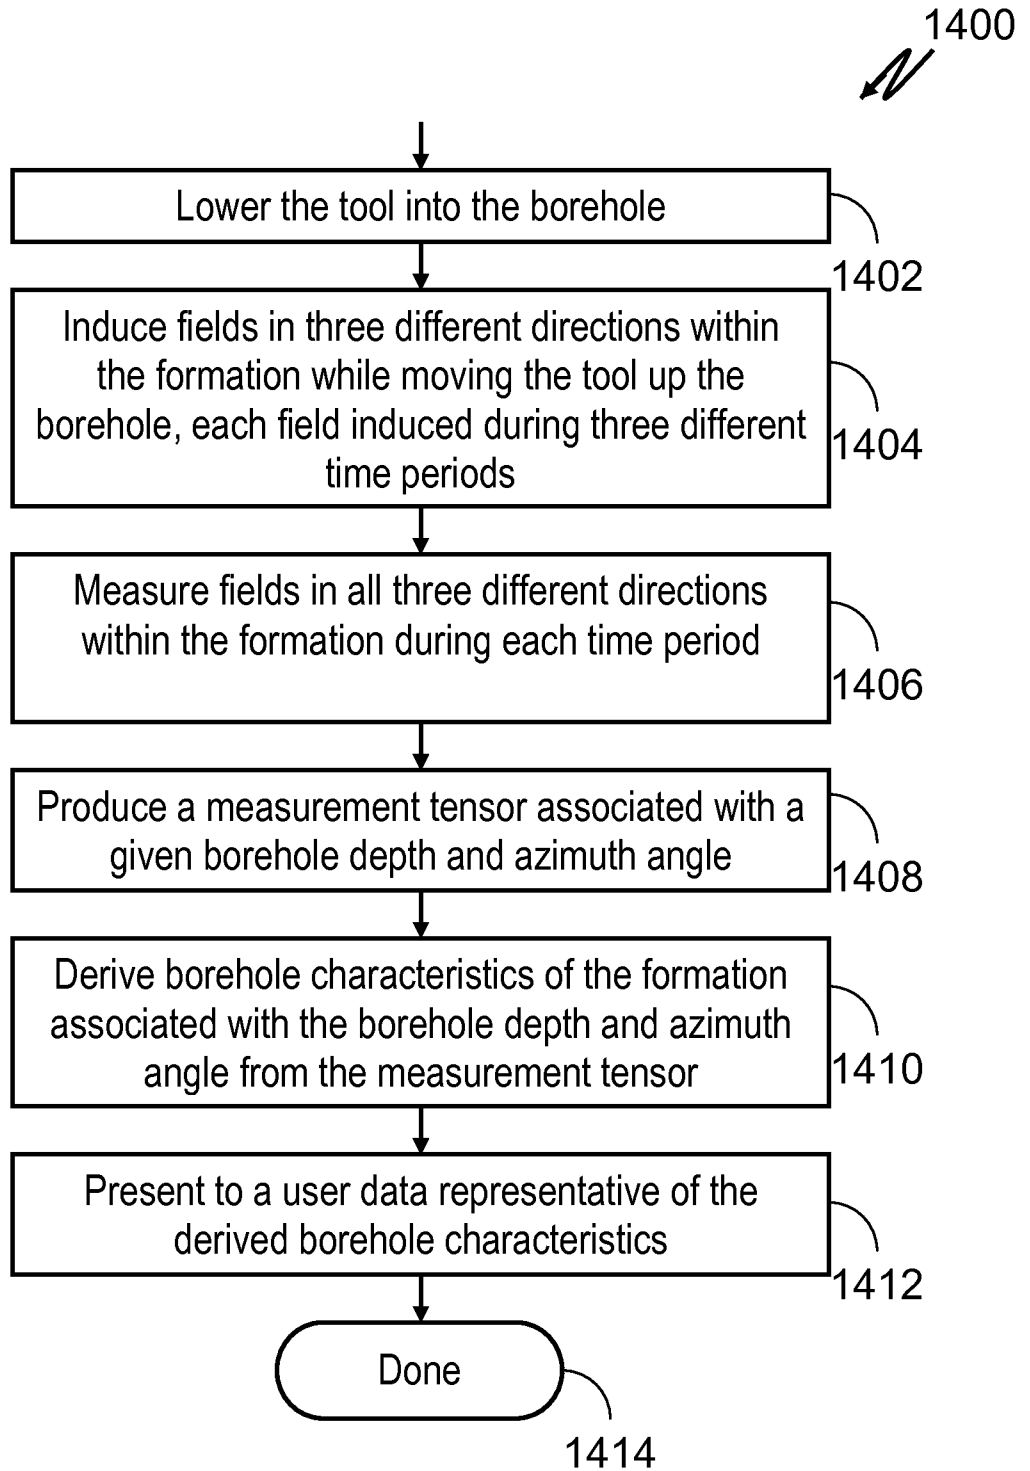 1400
Lower the tool into the borehole
1402
Induce fields in three different directions within
the formation while moving the tool up the
borehole, each field induced during three different
time periods
1404
Measure fields in all three different directions
within the formation during each time period
1406
Produce a measurement tensor associated with a
given borehole depth and azimuth angle
1408
Derive borehole characteristics of the formation
associated with the borehole depth and azimuth
angle from the measurement tensor
1410
Present to a user data representative of the
derived borehole characteristics
1412
Done
1414